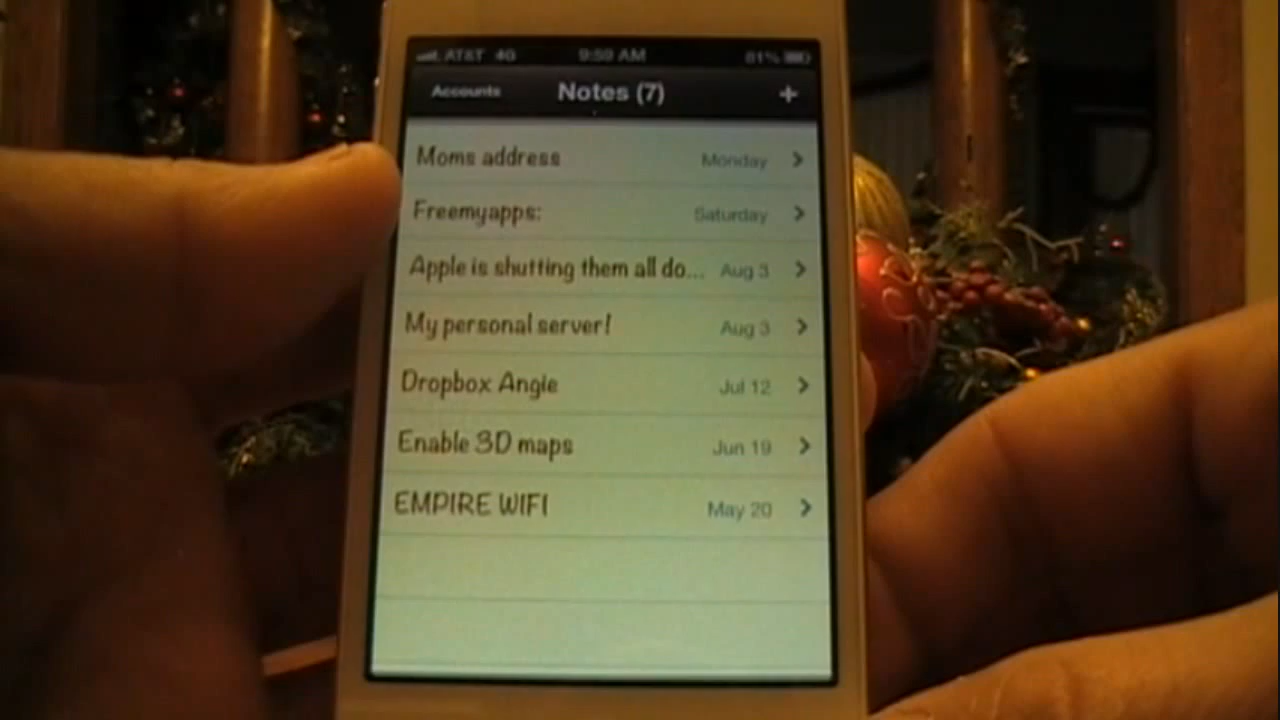 AT&T 4G 9:59 AM 81%
Accounts Notes (7) +
Moms address Monday
Freemyapps: Saturday
Apple is shutting them all do... Aug 3
My personal server! Aug 3
Dropbox Angie Jul 12
Enable 3D maps Jun 19
EMPIRE WIFI May 20